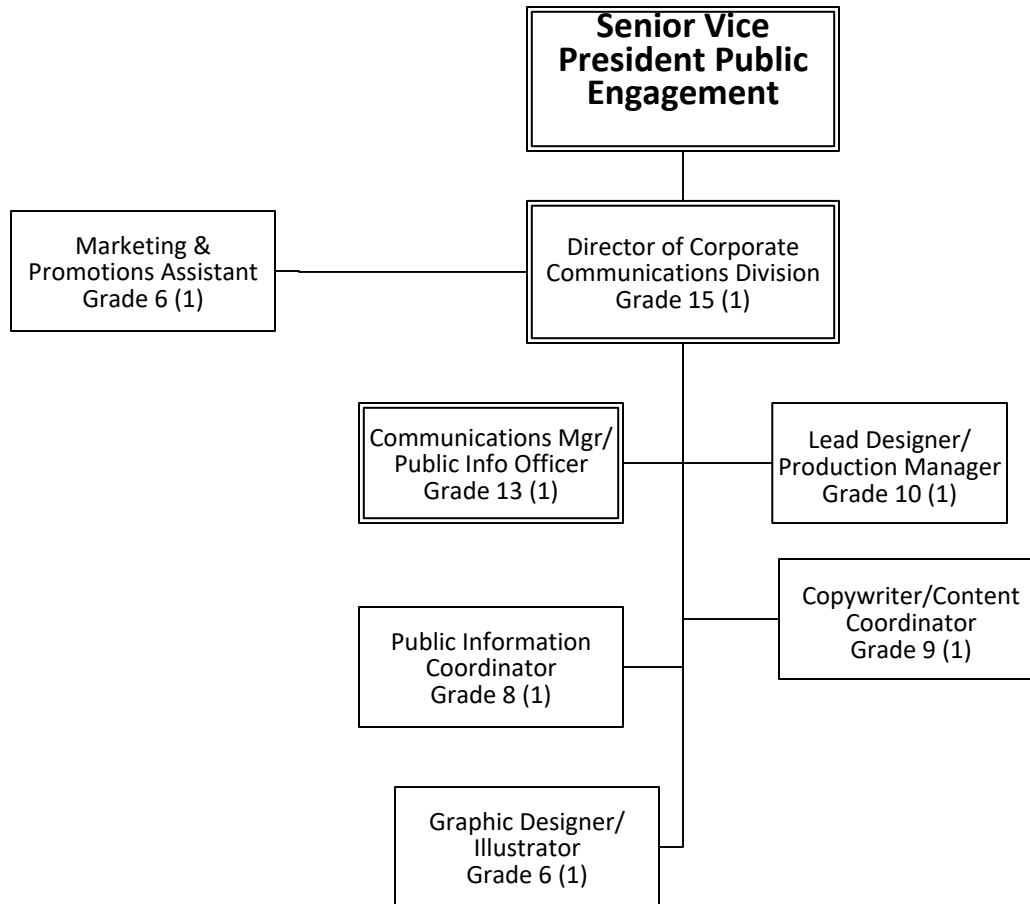 Senior Vice
President Public
Engagement
Marketing &
Promotions Assistant
Grade 6 (1)
Director of Corporate
Communications Division
Grade 15 (1)
Communications Mgr/
Public Info Officer
Grade 13 (1)
Lead Designer/
Production Manager
Grade 10 (1)
Copywriter/Content
Coordinator
Grade 9 (1)
Public Information
Coordinator
Grade 8 (1)
Graphic Designer/
Illustrator
Grade 6 (1)